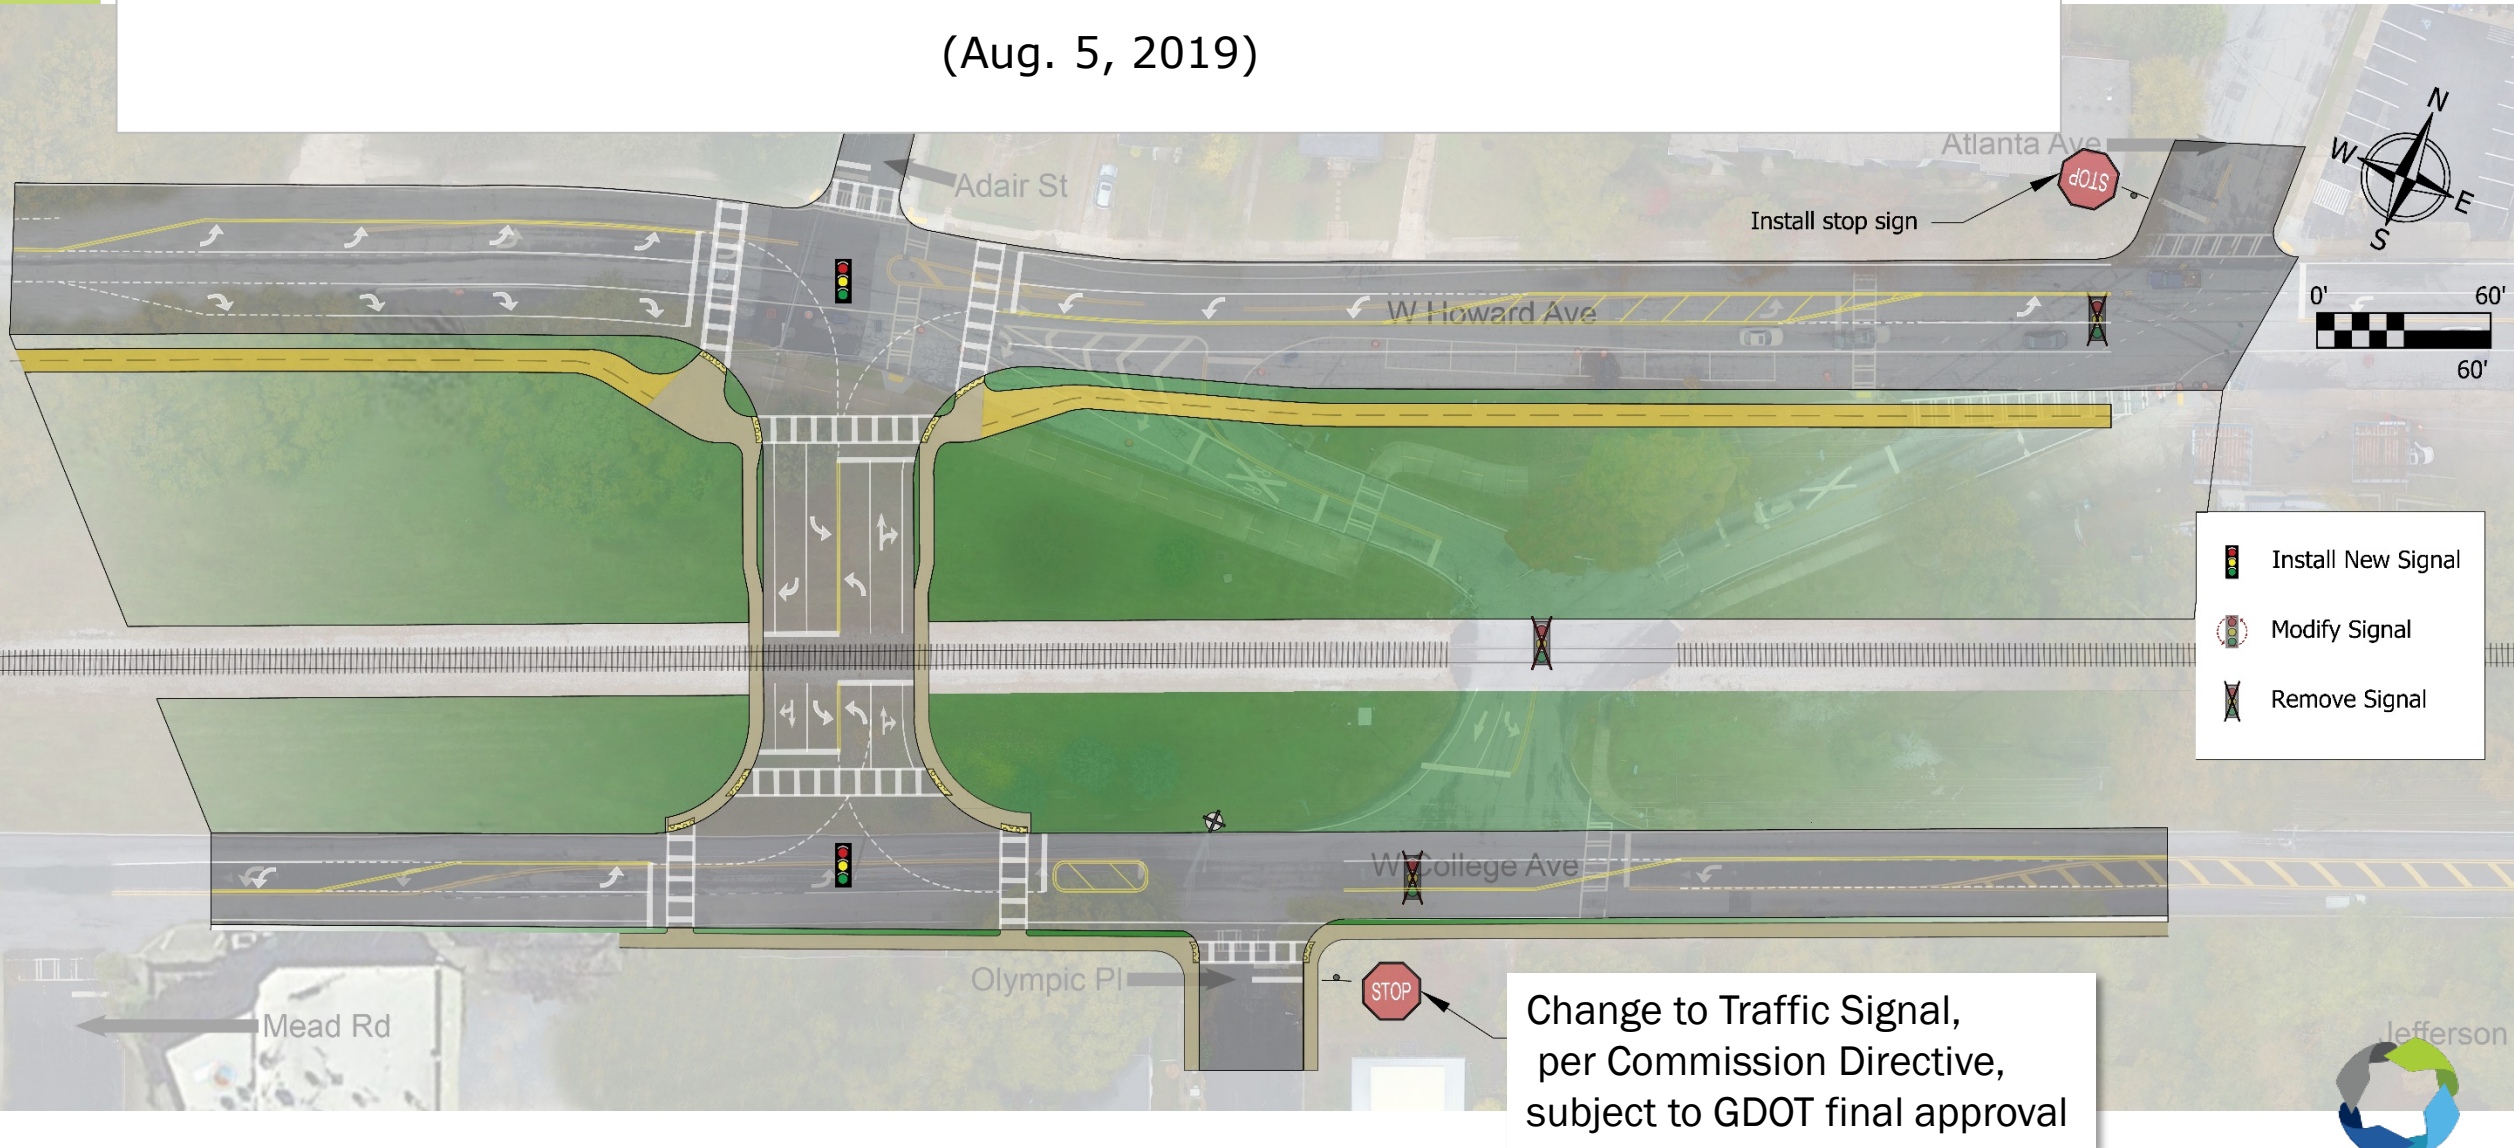 (Aug. 5, 2019)
N
W
E
S
Atlanta Ave
Adair St
STOP
Install stop sign
0'
60'
60'
W Howard Ave
Install New Signal
Modify Signal
Remove Signal
W College Ave
Olympic Pl
STOP
Mead Rd
Change to Traffic Signal,
per Commission Directive,
subject to GDOT final approval
Jefferson